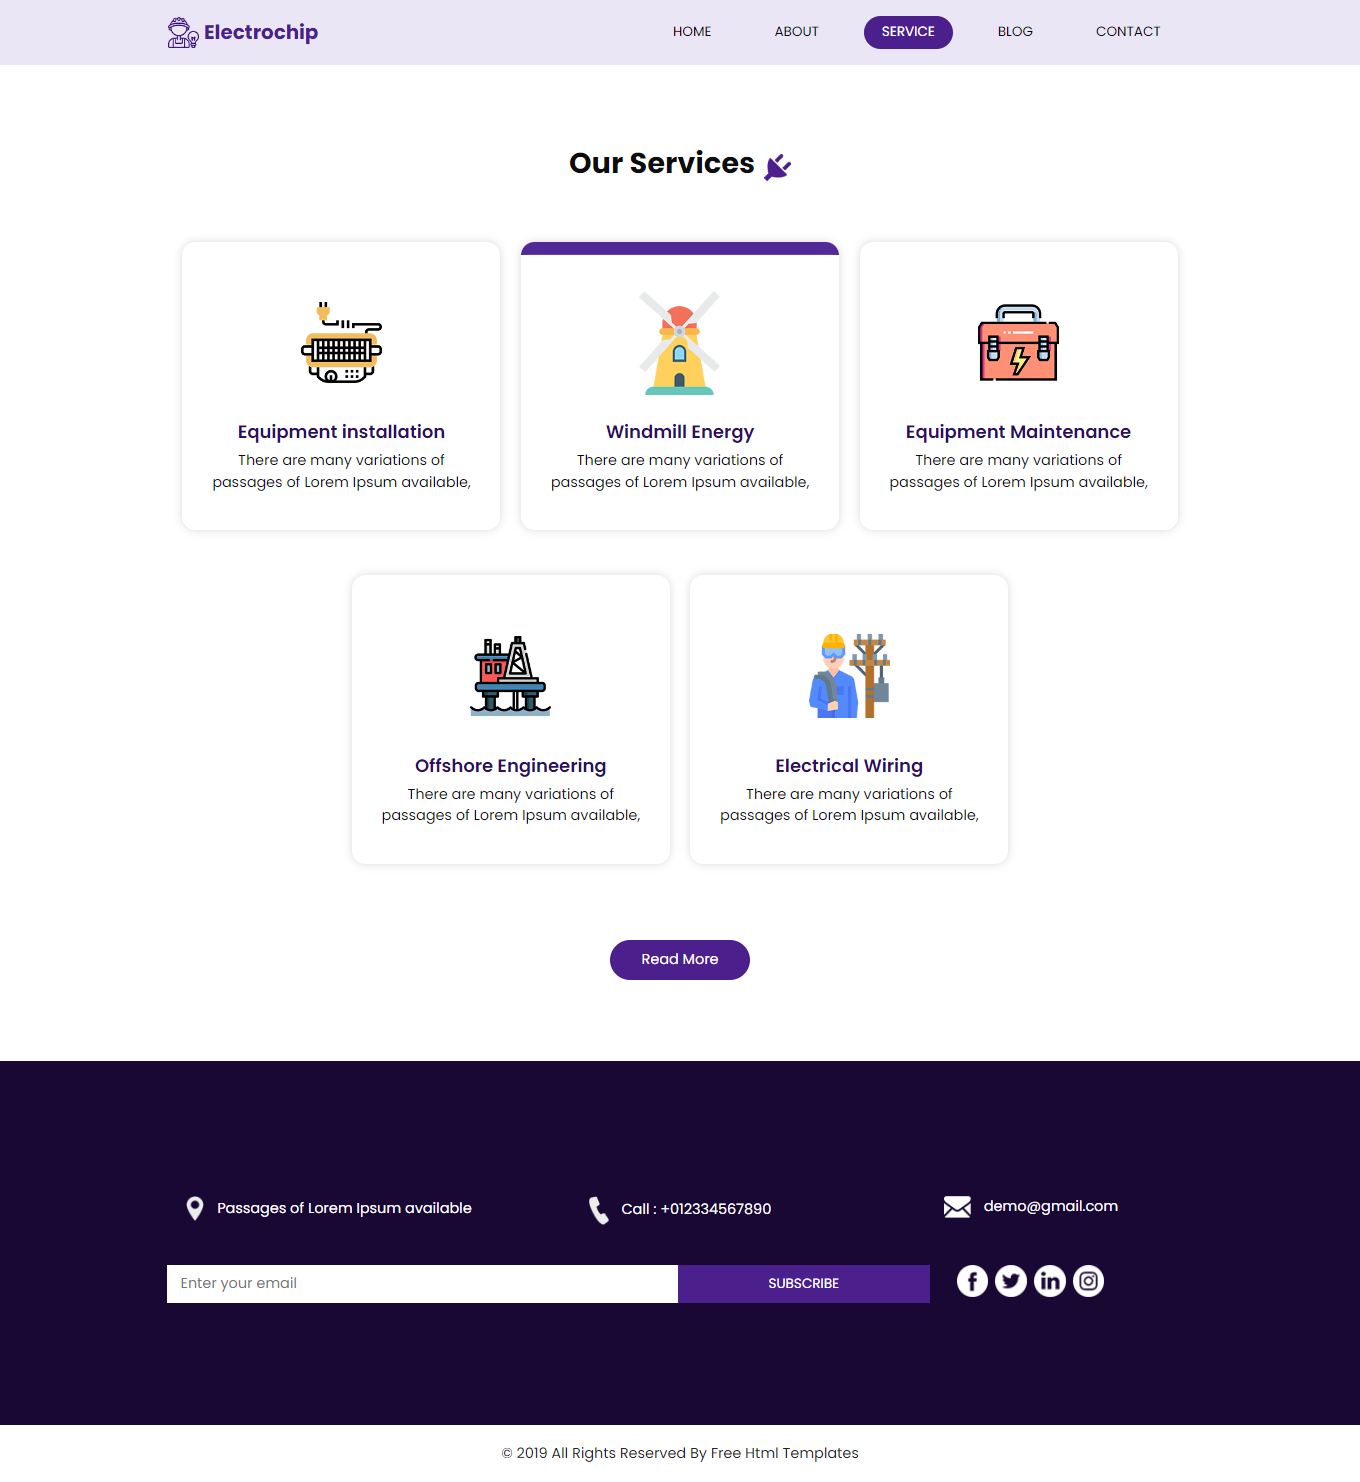 Electrochip
HOME
ABOUT
SERVICE
BLOG
CONTACT
Our Services
Equipment installation
There are many variations of
passages of Lorem Ipsum available,
Windmill Energy
There are many variations of
passages of Lorem Ipsum available,
Equipment Maintenance
There are many variations of
passages of Lorem Ipsum available,
Offshore Engineering
There are many variations of
passages of Lorem Ipsum available,
Electrical Wiring
There are many variations of
passages of Lorem Ipsum available,
Read More
Passages of Lorem Ipsum available
Call : +012334567890
demo@gmail.com
Enter your email
SUBSCRIBE
© 2019 All Rights Reserved By Free Html Templates